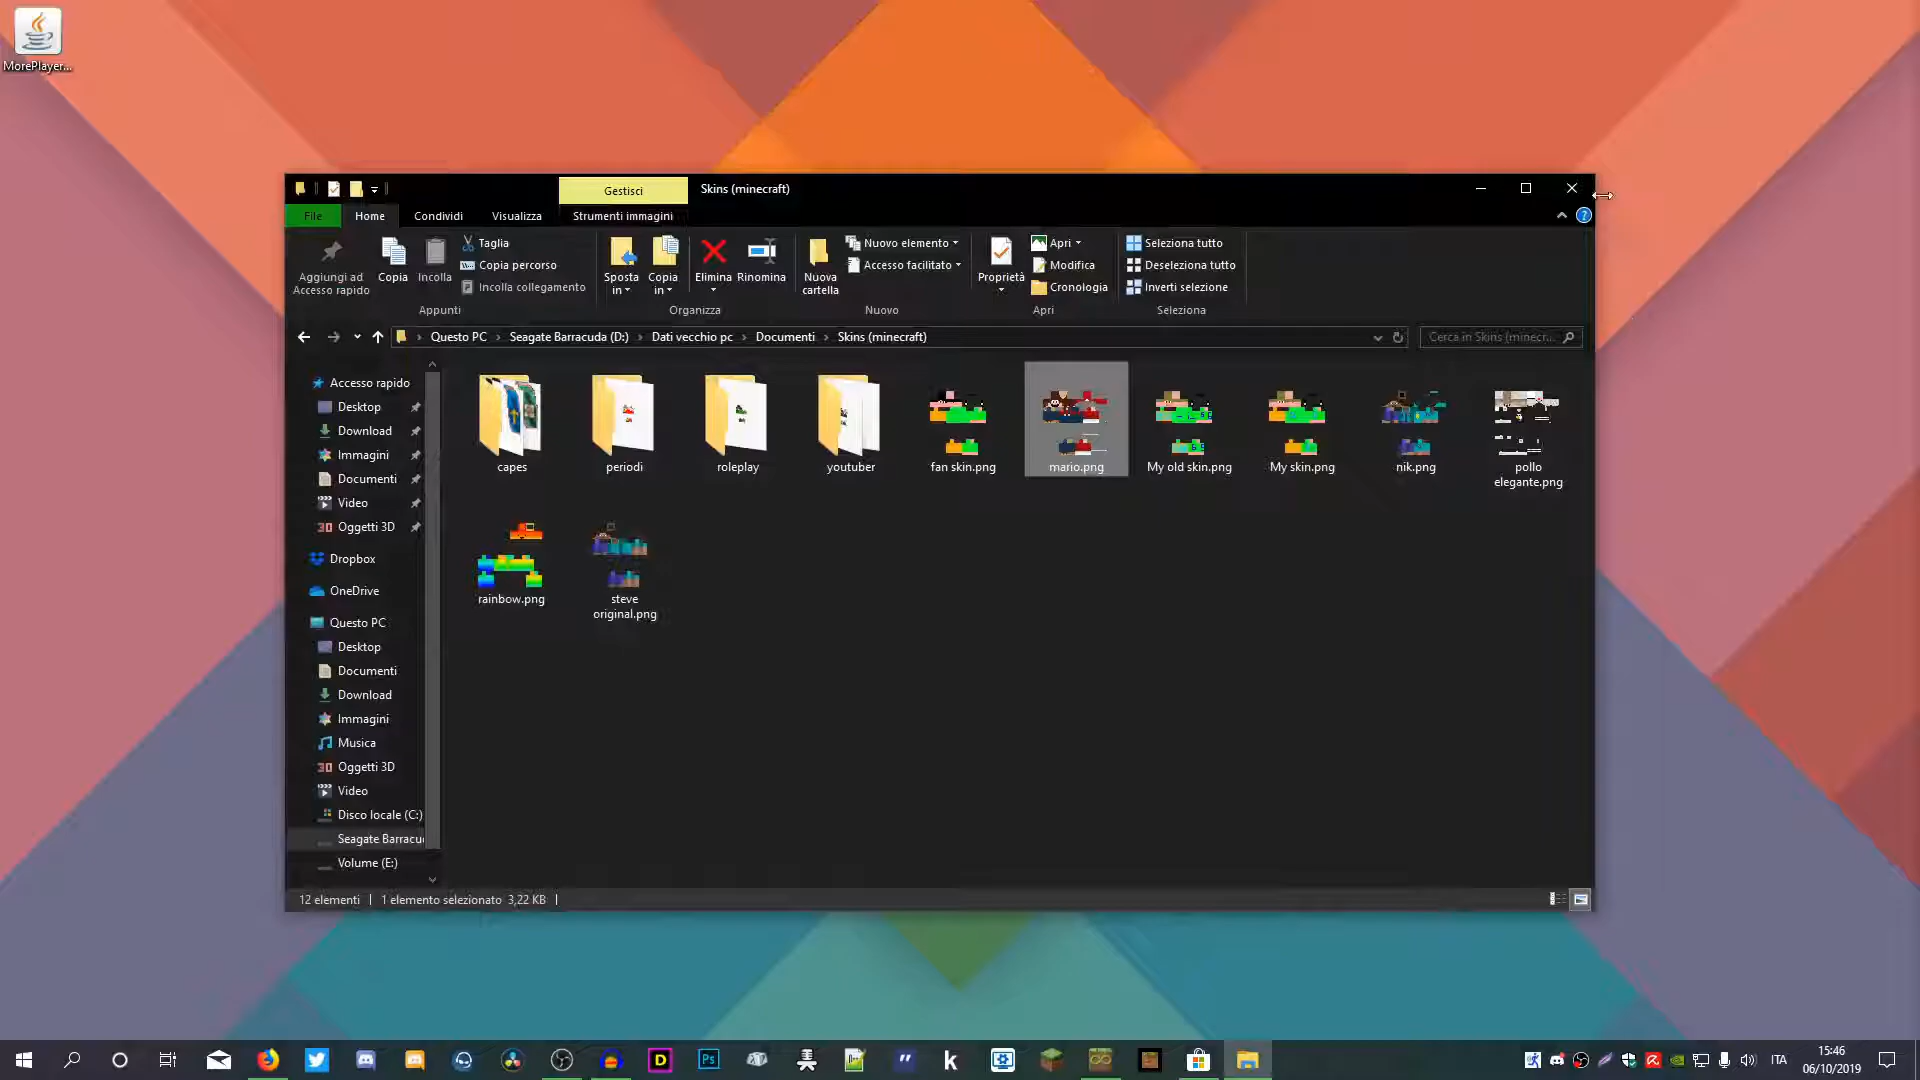 MorePlayer...
Gestisci
Skins (minecraft)
File
Home
Condividi
Visualizza
Strumenti immagini
Aggiungi ad
Accesso rapido
Copia
Incolla
Taglia
Copia percorso
Incolla collegamento
Appunti
Sposta
in
Copia
in
Elimina
Rinomina
Organizza
Nuova
cartella
Nuovo elemento
Accesso facilitato
Nuovo
Proprietà
Apri
Modifica
Cronologia
Apri
Seleziona tutto
Deseleziona tutto
Inverti selezione
Seleziona
Questo PC
Seagate Barracuda (D:)
Dati vecchio pc
Documenti
Skins (minecraft)
Cerca in Skins (minecr...
Accesso rapido
Desktop
Download
Immagini
Documenti
Video
Oggetti 3D
Dropbox
OneDrive
Questo PC
Desktop
Documenti
Download
Immagini
Musica
Oggetti 3D
Video
Disco locale (C:)
Seagate Barracu
Volume (E:)
capes
periodi
roleplay
youtuber
fan skin.png
mario.png
My old skin.png
My skin.png
nik.png
pollo
elegante.png
rainbow.png
steve
original.png
12 elementi
1 elemento selezionato 3,22 KB
ITA
15:46
06/10/2019